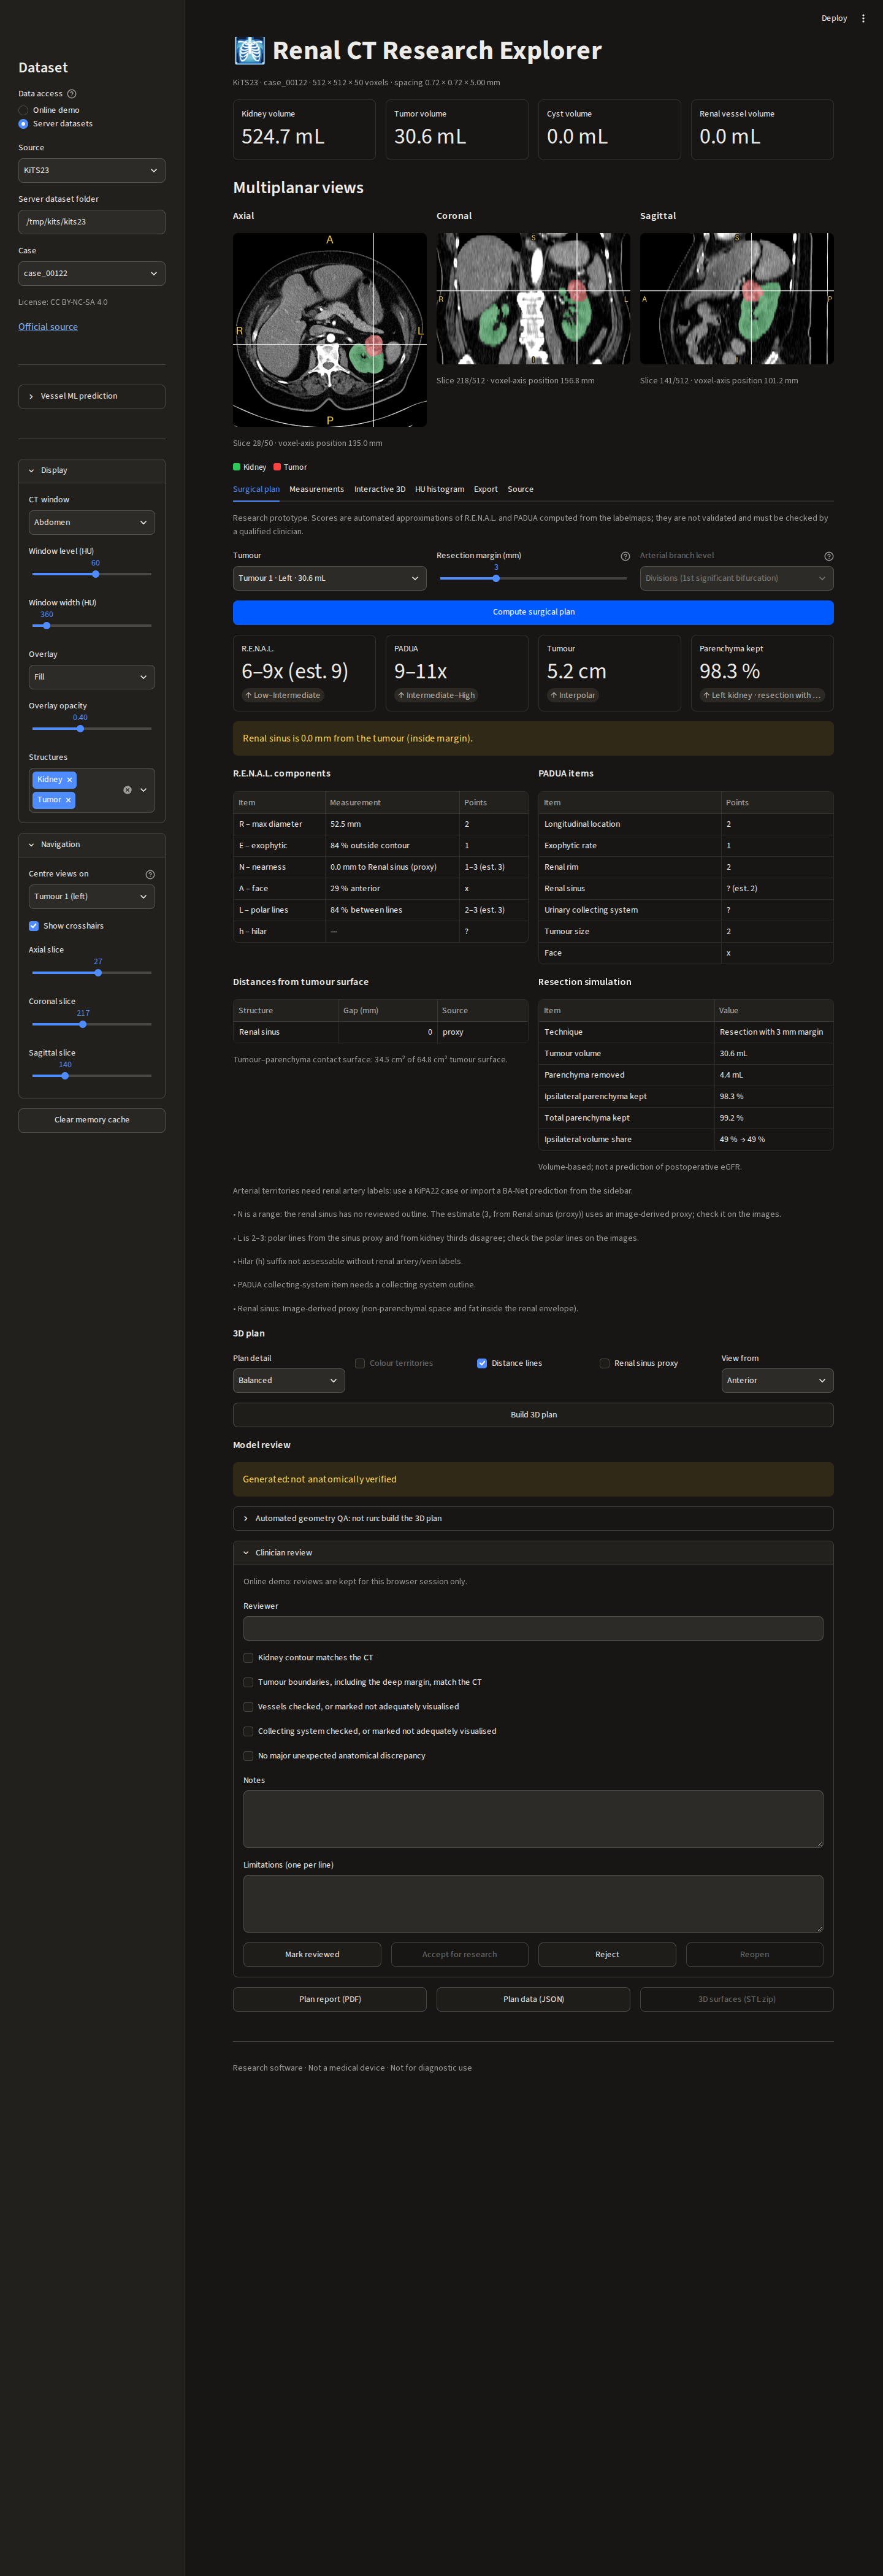 Deploy
Dataset
Data access
Online demo
Server datasets
Source
KiTS23
Server dataset folder
/tmp/kits/kits23
Case
case_00122
License: CC BY-NC-SA 4.0
Official source
Vessel ML prediction
Display
CT window
Abdomen
Window level (HU)
60
Window width (HU)
360
Overlay
Fill
Overlay opacity
0.40
Structures
Kidney
Tumor
Navigation
Centre views on
Tumour 1 (left)
Show crosshairs
Axial slice
27
Coronal slice
217
Sagittal slice
140
Clear memory cache
Renal CT Research Explorer
KiTS23 · case_00122 · 512 × 512 × 50 voxels · spacing 0.72 × 0.72 × 5.00 mm
Kidney volume
524.7 mL
Tumor volume
30.6 mL
Cyst volume
0.0 mL
Renal vessel volume
0.0 mL
Multiplanar views
Axial
A
R
L
P
Slice 28/50 · voxel-axis position 135.0 mm
Coronal
S
R
L
Slice 218/512 · voxel-axis position 156.8 mm
Sagittal
S
A
P
Slice 141/512 · voxel-axis position 101.2 mm
Kidney Tumor
Surgical plan Measurements Interactive 3D HU histogram Export Source
Research prototype. Scores are automated approximations of R.E.N.A.L. and PADUA computed from the labelmaps; they are not validated and must be checked by
a qualified clinician.
Tumour
Tumour 1 · Left · 30.6 mL
Resection margin (mm)
3
Arterial branch level
Divisions (1st significant bifurcation)
Compute surgical plan
R.E.N.A.L.
6–9x (est. 9)
↑ Low–Intermediate
PADUA
9–11x
↑ Intermediate–High
Tumour
5.2 cm
↑ Interpolar
Parenchyma kept
98.3 %
↑ Left kidney · resection with ...
Renal sinus is 0.0 mm from the tumour (inside margin).
R.E.N.A.L. components
Item Measurement Points
R – max diameter 52.5 mm 2
E – exophytic 84 % outside contour 1
N – nearness 0.0 mm to Renal sinus (proxy) 1–3 (est. 3)
A – face 29 % anterior x
L – polar lines 84 % between lines 2–3 (est. 3)
h – hilar — ?
PADUA items
Item Points
Longitudinal location 2
Exophytic rate 1
Renal rim 2
Renal sinus ? (est. 2)
Urinary collecting system ?
Tumour size 2
Face x
Distances from tumour surface
Structure Gap (mm) Source
Renal sinus 0 proxy
Tumour–parenchyma contact surface: 34.5 cm² of 64.8 cm² tumour surface.
Resection simulation
Item Value
Technique Resection with 3 mm margin
Tumour volume 30.6 mL
Parenchyma removed 4.4 mL
Ipsilateral parenchyma kept 98.3 %
Total parenchyma kept 99.2 %
Ipsilateral volume share 49 % → 49 %
Volume-based; not a prediction of postoperative eGFR.
Arterial territories need renal artery labels: use a KiPA22 case or import a BA-Net prediction from the sidebar.
• N is a range: the renal sinus has no reviewed outline. The estimate (3, from Renal sinus (proxy)) uses an image-derived proxy; check it on the images.
• L is 2–3: polar lines from the sinus proxy and from kidney thirds disagree; check the polar lines on the images.
• Hilar (h) suffix not assessable without renal artery/vein labels.
• PADUA collecting-system item needs a collecting system outline.
• Renal sinus: Image-derived proxy (non-parenchymal space and fat inside the renal envelope).
3D plan
Plan detail
Balanced
Colour territories
Distance lines
Renal sinus proxy
View from
Anterior
Build 3D plan
Model review
Generated: not anatomically verified
Automated geometry QA: not run: build the 3D plan
Clinician review
Online demo: reviews are kept for this browser session only.
Reviewer
Kidney contour matches the CT
Tumour boundaries, including the deep margin, match the CT
Vessels checked, or marked not adequately visualised
Collecting system checked, or marked not adequately visualised
No major unexpected anatomical discrepancy
Notes
Limitations (one per line)
Mark reviewed
Accept for research
Reject
Reopen
Plan report (PDF)
Plan data (JSON)
3D surfaces (STL zip)
Research software · Not a medical device · Not for diagnostic use